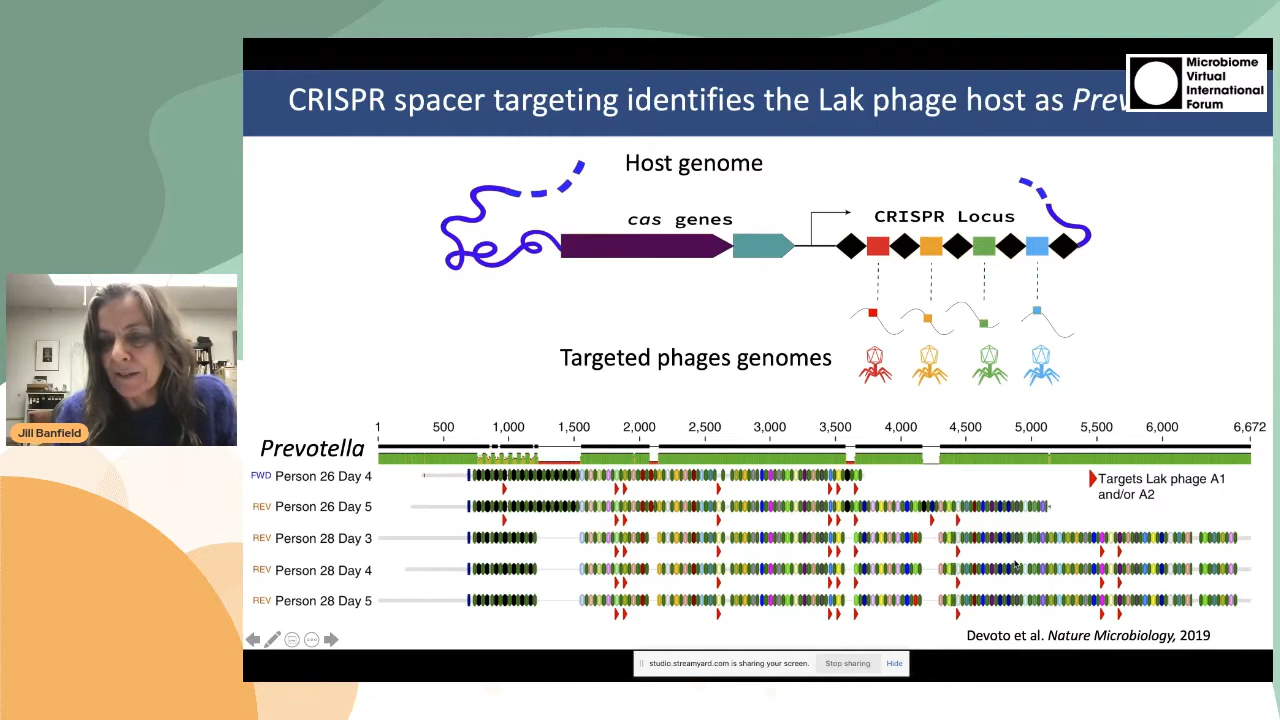 CRISPR spacer targeting identifies the Lak phage host as Prev
Microbiome
Virtual
International
Forum
Host genome
cas genes
CRISPR Locus
Targeted phages genomes
Jill Banfield
Prevotella
1 500 1,000 1,500 2,000 2,500 3,000 3,500 4,000 4,500 5,000 5,500 6,000 6,672
FWD Person 26 Day 4
REV Person 26 Day 5
REV Person 28 Day 3
REV Person 28 Day 4
REV Person 28 Day 5
Targets Lak phage A1
and/or A2
Devoto et al. Nature Microbiology, 2019
studio.streamyard.com is sharing your screen. Stop sharing Hide